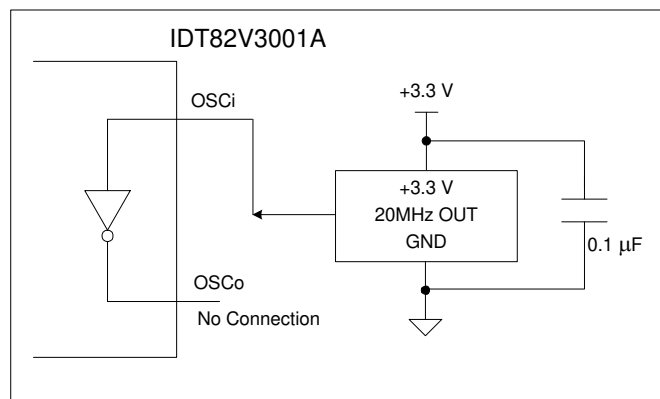 IDT82V3001A
OSCi
+3.3 V
+3.3 V
20MHz OUT
GND
0.1 μF
OSCo
No Connection